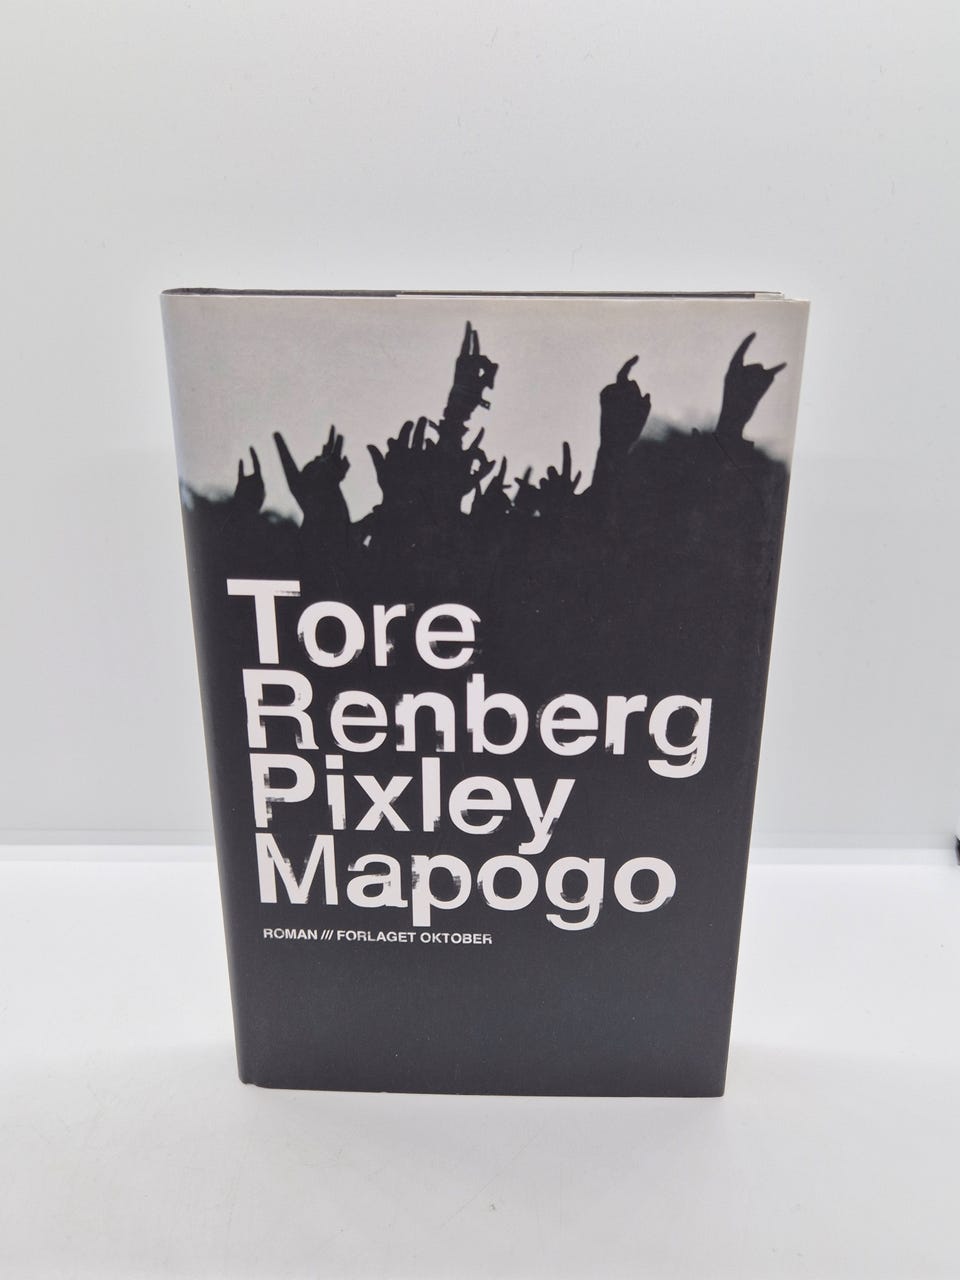 Tore
Renberg
Pixley
Mapogo
ROMAN /// FORLAGET OKTOBER